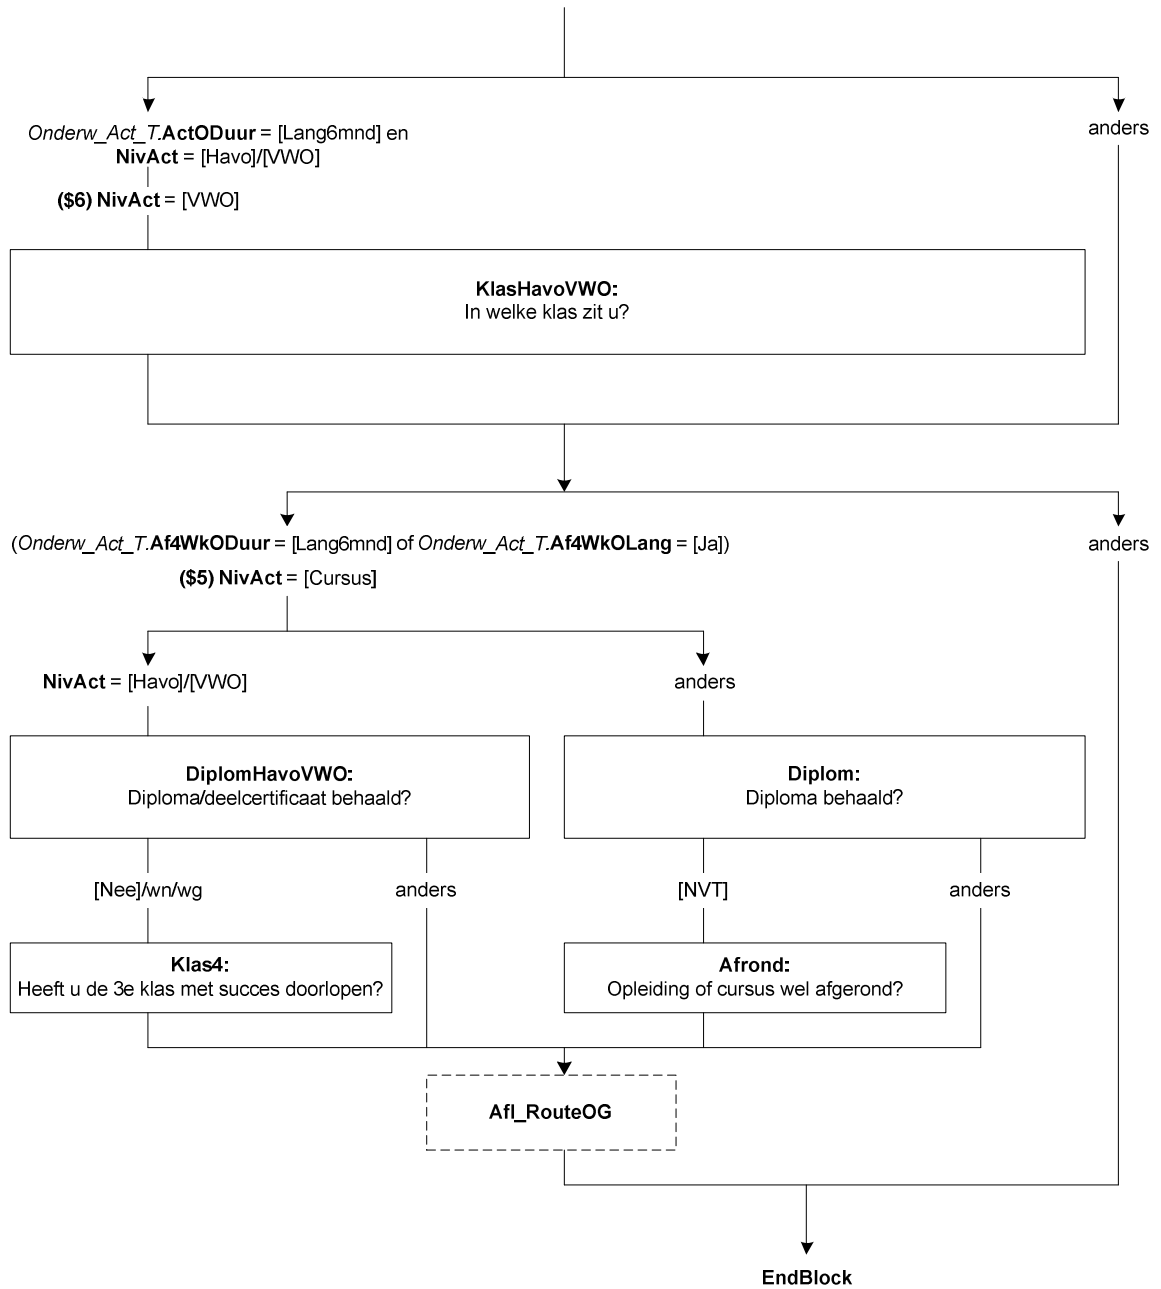 Onderw_Act_T.ActODuur = [Lang6mnd] en
NivAct = [Havo]/[VWO]
anders
($6) NivAct = [VWO]
KlasHavoVWO:
In welke klas zit u?
(Onderw_Act_T.Af4WkODuur = [Lang6mnd] of Onderw_Act_T.Af4WkOLang = [Ja])
anders
($5) NivAct = [Cursus]
NivAct = [Havo]/[VWO]
anders
DiplomHavoVWO:
Diploma/deelcertificaat behaald?
Diplom:
Diploma behaald?
[Nee]/wn/wg
anders
[NVT]
anders
Klas4:
Heeft u de 3e klas met succes doorlopen?
Afrond:
Opleiding of cursus wel afgerond?
Afl_RouteOG
EndBlock